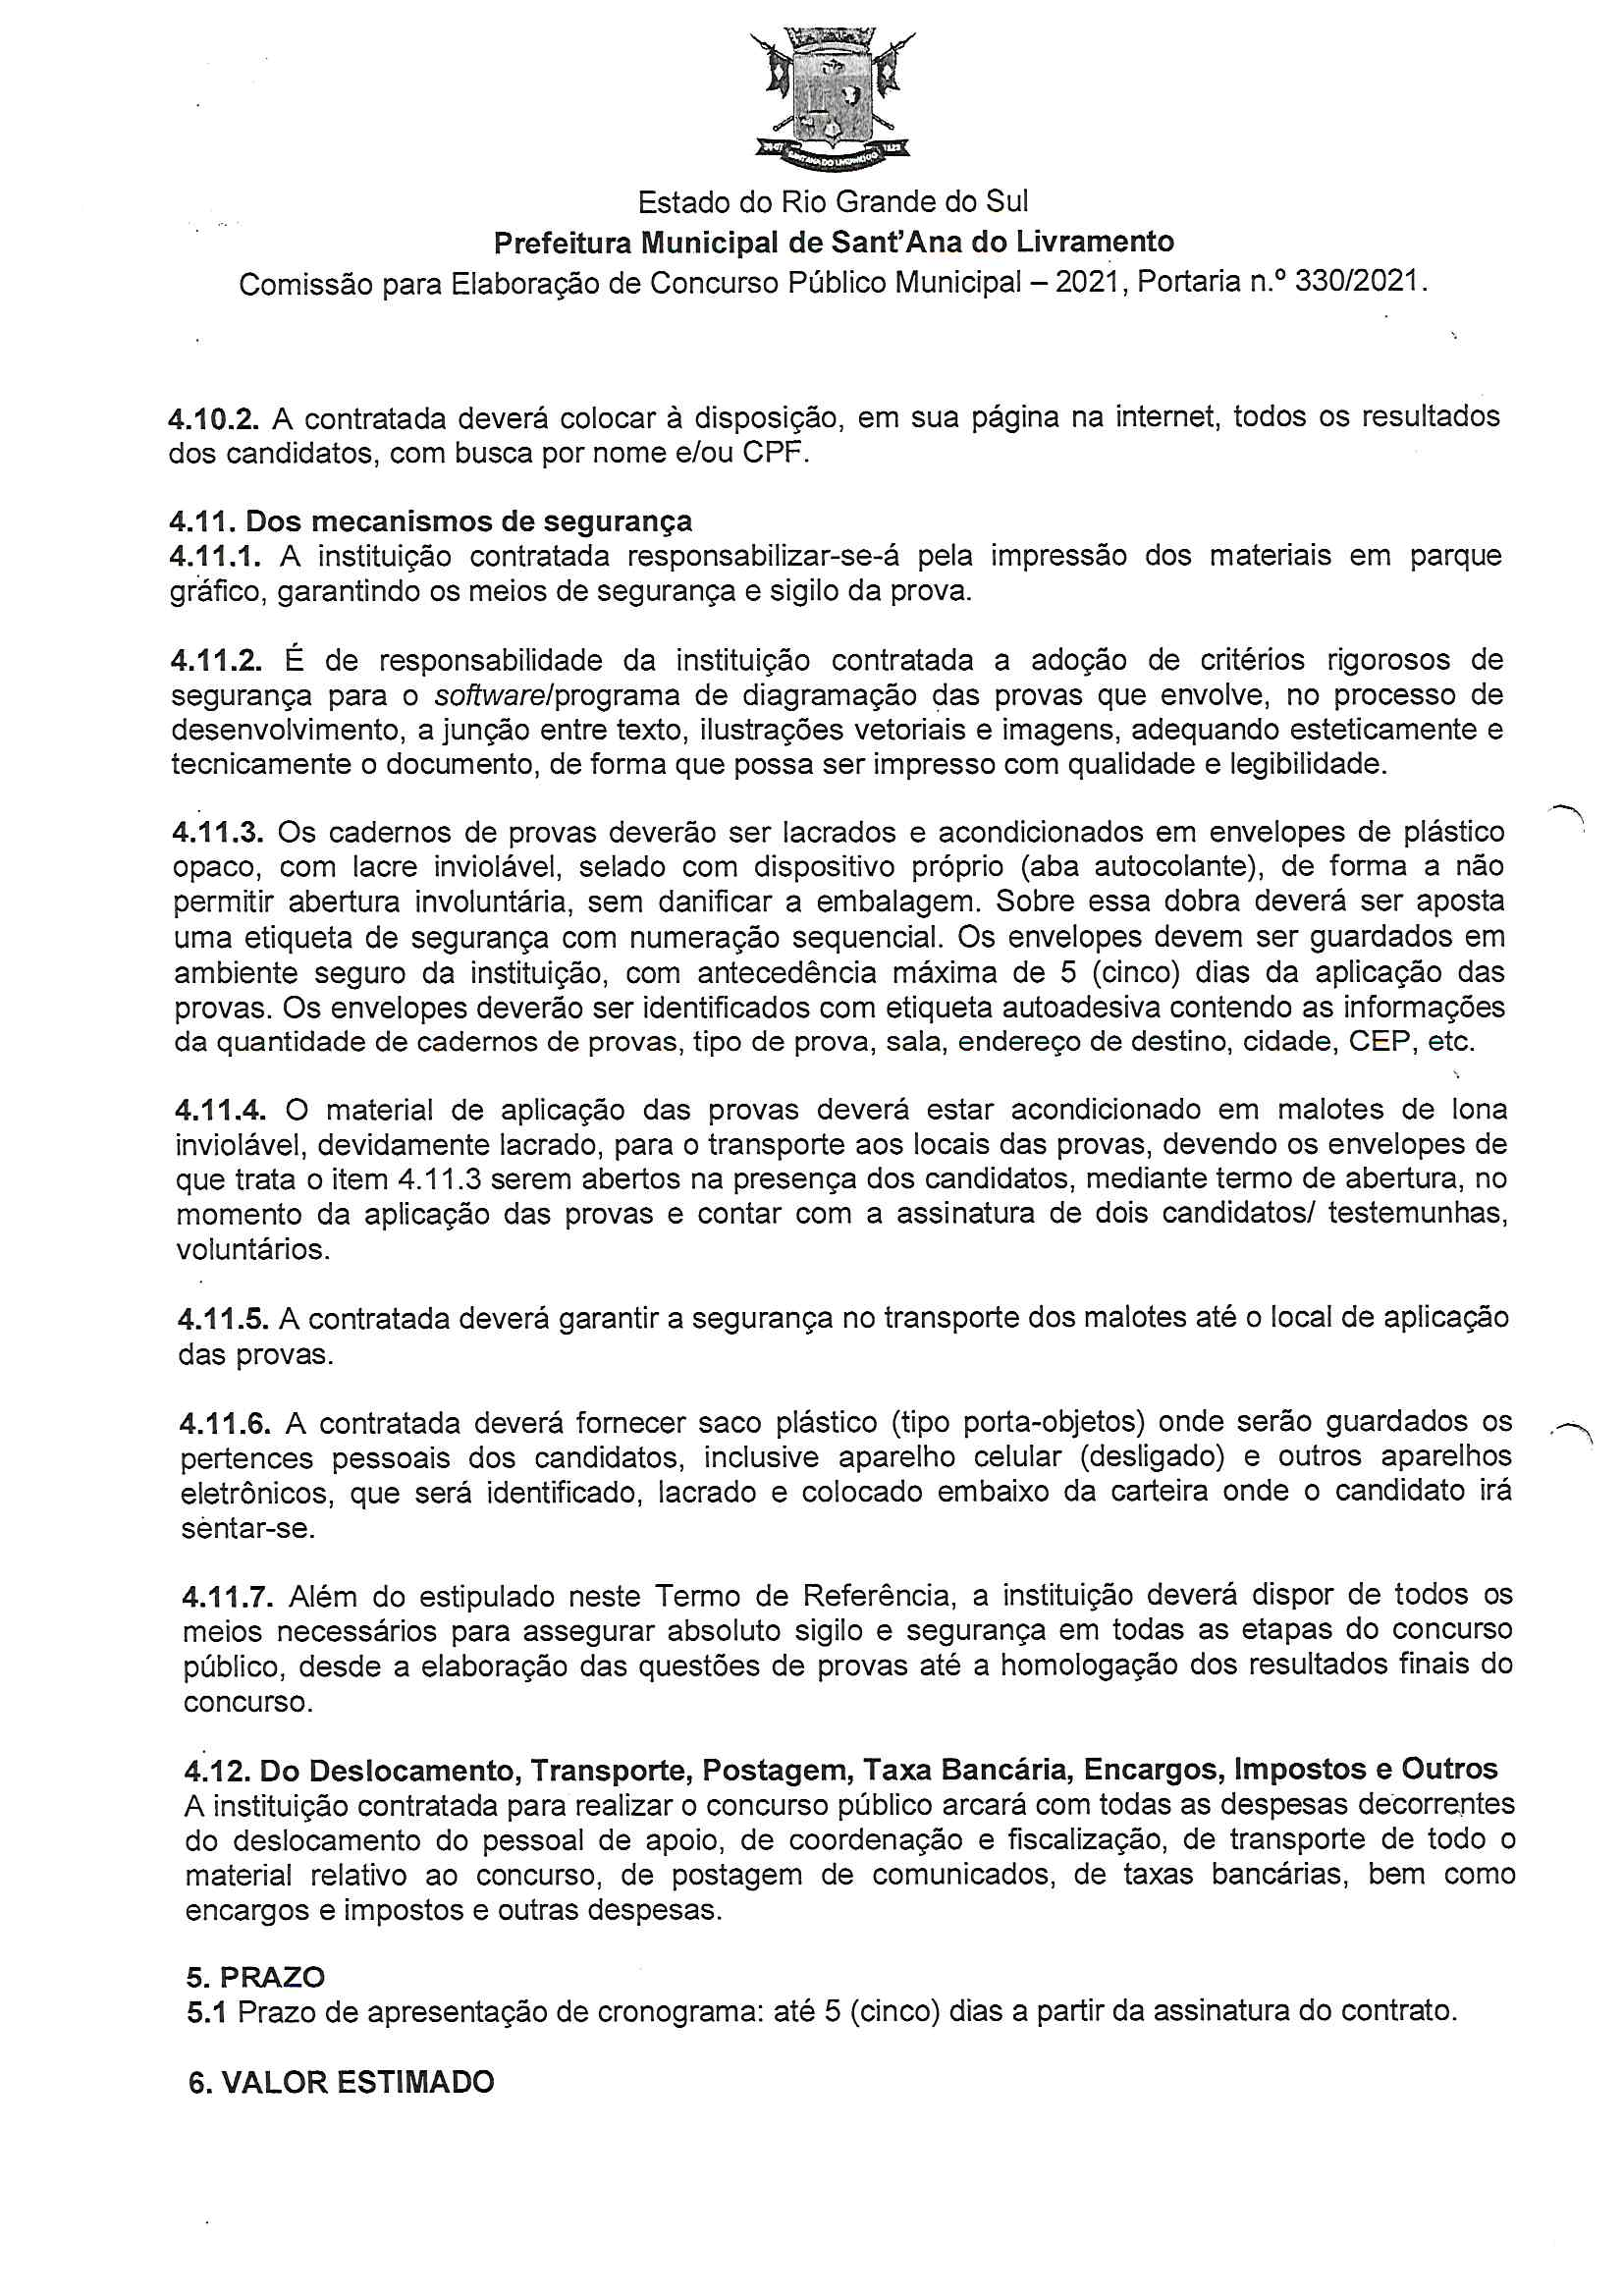 SANTANA DO LIVRAMENTO
Estado do Rio Grande do Sul
Prefeitura Municipal de Sant'Ana do Livramento
Comissão para Elaboração de Concurso Público Municipal – 2021, Portaria n.º 330/2021.
4.10.2. A contratada deverá colocar à disposição, em sua página na internet, todos os resultados
dos candidatos, com busca por nome e/ou CPF.
4.11. Dos mecanismos de segurança
4.11.1. A instituição contratada responsabilizar-se-á pela impressão dos materiais em parque
gráfico, garantindo os meios de segurança e sigilo da prova.
4.11.2. É de responsabilidade da instituição contratada a adoção de critérios rigorosos de
segurança para o software/programa de diagramação das provas que envolve, no processo de
desenvolvimento, a junção entre texto, ilustrações vetoriais e imagens, adequando esteticamente e
tecnicamente o documento, de forma que possa ser impresso com qualidade e legibilidade.
4.11.3. Os cadernos de provas deverão ser lacrados e acondicionados em envelopes de plástico
opaco, com lacre inviolável, selado com dispositivo próprio (aba autocolante), de forma a não
permitir abertura involuntária, sem danificar a embalagem. Sobre essa dobra deverá ser aposta
uma etiqueta de segurança com numeração sequencial. Os envelopes devem ser guardados em
ambiente seguro da instituição, com antecedência máxima de 5 (cinco) dias da aplicação das
provas. Os envelopes deverão ser identificados com etiqueta autoadesiva contendo as informações
da quantidade de cadernos de provas, tipo de prova, sala, endereço de destino, cidade, CEP, etc.
4.11.4. O material de aplicação das provas deverá estar acondicionado em malotes de lona
inviolável, devidamente lacrado, para o transporte aos locais das provas, devendo os envelopes de
que trata o item 4.11.3 serem abertos na presença dos candidatos, mediante termo de abertura, no
momento da aplicação das provas e contar com a assinatura de dois candidatos/ testemunhas,
voluntários.
4.11.5. A contratada deverá garantir a segurança no transporte dos malotes até o local de aplicação
das provas.
4.11.6. A contratada deverá fornecer saco plástico (tipo porta-objetos) onde serão guardados os
pertences pessoais dos candidatos, inclusive aparelho celular (desligado) e outros aparelhos
eletrônicos, que será identificado, lacrado e colocado embaixo da carteira onde o candidato irá
sentar-se.
4.11.7. Além do estipulado neste Termo de Referência, a instituição deverá dispor de todos os
meios necessários para assegurar absoluto sigilo e segurança em todas as etapas do concurso
público, desde a elaboração das questões de provas até a homologação dos resultados finais do
concurso.
4.12. Do Deslocamento, Transporte, Postagem, Taxa Bancária, Encargos, Impostos e Outros
A instituição contratada para realizar o concurso público arcará com todas as despesas decorrentes
do deslocamento do pessoal de apoio, de coordenação e fiscalização, de transporte de todo o
material relativo ao concurso, de postagem de comunicados, de taxas bancárias, bem como
encargos e impostos e outras despesas.
5. PRAZO
5.1 Prazo de apresentação de cronograma: até 5 (cinco) dias a partir da assinatura do contrato.
6. VALOR ESTIMADO